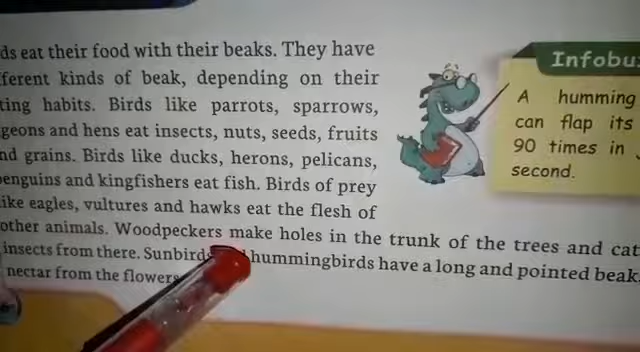 ds eat their food with their beaks. They have
fferent kinds of beak, depending on their
ting habits. Birds like parrots, sparrows,
geons and hens eat insects, nuts, seeds, fruits
nd grains. Birds like ducks, herons, pelicans,
enguins and kingfishers eat fish. Birds of prey
ike eagles, vultures and hawks eat the flesh of
other animals. Woodpeckers make holes in the trunk of the trees and cat
insects from there. Sunbirds hummingbirds have a long and pointed beak
nectar from the flowers
Infobu
A humming
can flap its
90 times in
second.